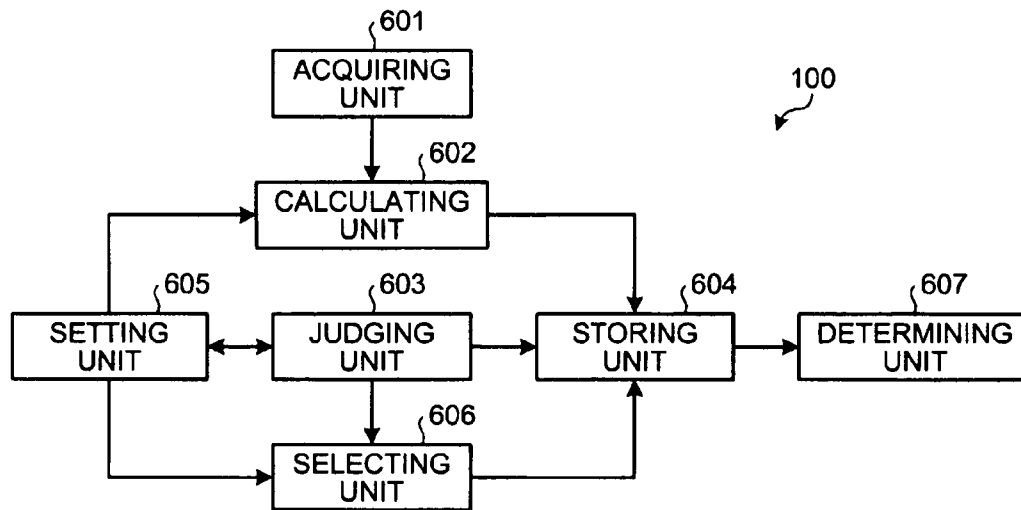 601
ACQUIRING
UNIT
100
602
CALCULATING
UNIT
605
SETTING
UNIT
603
JUDGING
UNIT
604
STORING
UNIT
607
DETERMINING
UNIT
606
SELECTING
UNIT